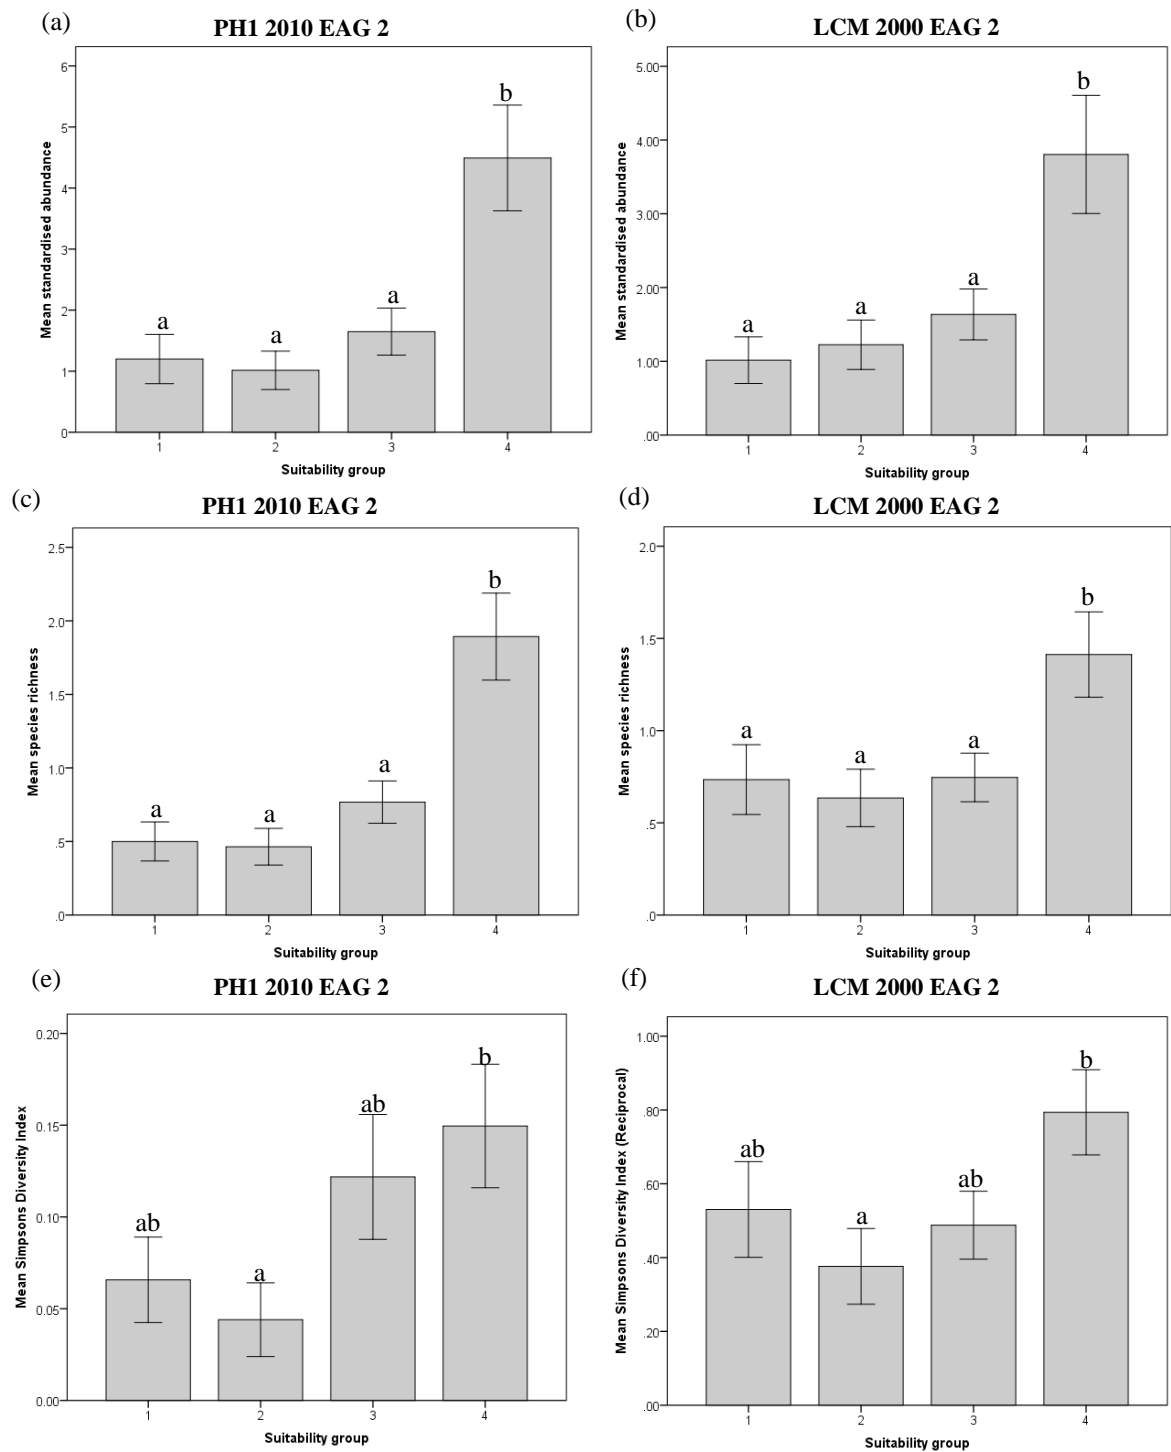 (a)
PH1 2010 EAG 2
6
5
4
3
2
1
0
Mean standardised abundance
a
a
a
b
1 2 3 4
Suitability group
(b)
LCM 2000 EAG 2
5.00
4.00
3.00
2.00
1.00
.00
Mean standardised abundance
a
a
a
b
1 2 3 4
Suitability group
(c)
PH1 2010 EAG 2
2.5
2.0
1.5
1.0
.5
.0
Mean species richness
a
a
a
b
1 2 3 4
Suitability group
(d)
LCM 2000 EAG 2
2.0
1.5
1.0
.5
.0
Mean species richness
a
a
a
b
1 2 3 4
Suitability group
(e)
PH1 2010 EAG 2
0.20
0.15
0.10
0.05
0.00
Mean Simpsons Diversity Index
ab
a
ab
b
1 2 3 4
Suitability group
(f)
LCM 2000 EAG 2
1.00
.80
.60
.40
.20
.00
Mean Simpsons Diversity Index (Reciprocal)
ab
a
ab
b
1 2 3 4
Suitability group